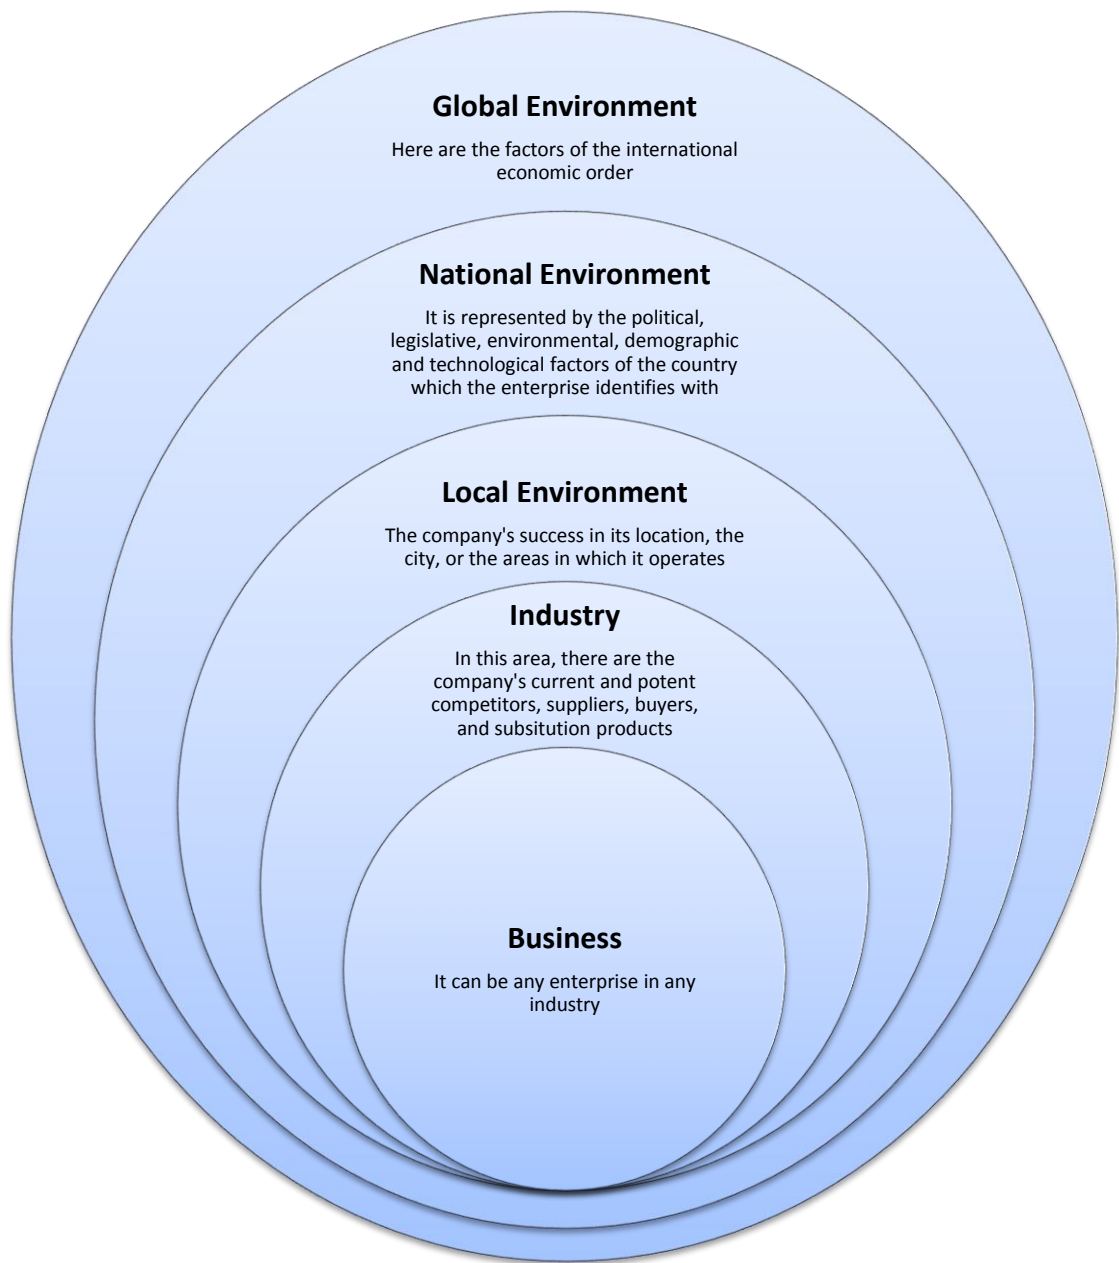 Global Environment
Here are the factors of the international
economic order
National Environment
It is represented by the political,
legislative, environmental, demographic
and technological factors of the country
which the enterprise identifies with
Local Environment
The company's success in its location, the
city, or the areas in which it operates
Industry
In this area, there are the
company's current and potent
competitors, suppliers, buyers,
and subsitution products
Business
It can be any enterprise in any
industry